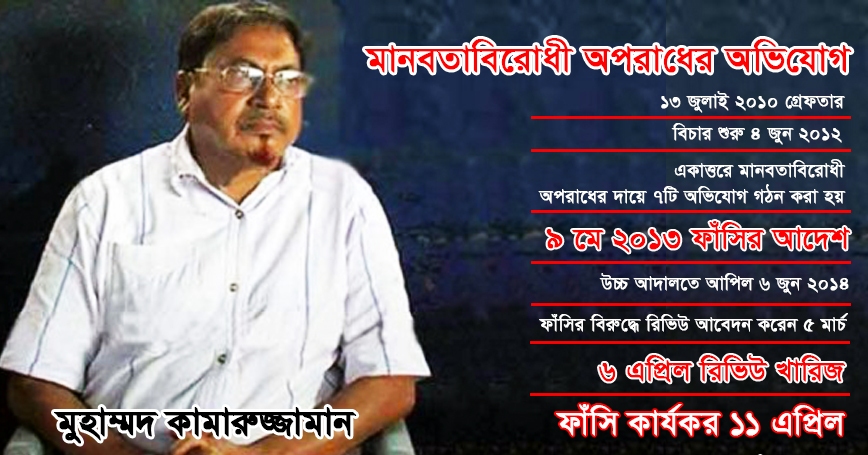 মানবতাবিরোধী অপরাধের অভিযোগ
১৩ জুলাই ২০১০ গ্রেফতার
বিচার শুরু ৪ জুন ২০১২
একাত্তরে মানবতাবিরোধী
অপরাধের দায়ে ৭টি অভিযোগ গঠন করা হয়
৯ মে ২০১৩ ফাঁসির আদেশ
উচ্চ আদালতে আপিল ৬ জুন ২০১৪
ফাঁসির বিরুদ্ধে রিভিউ আবেদন করেন ৫ মার্চ
৬ এপ্রিল রিভিউ খারিজ
ফাঁসি কার্যকর ১১ এপ্রিল
মুহাম্মদ কামারুজ্জামান